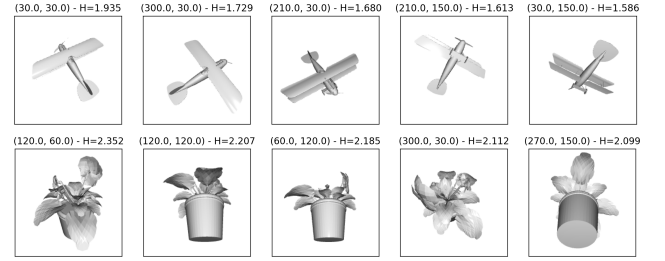 (30.0, 30.0) - H=1.935
(300.0, 30.0) - H=1.729
(210.0, 30.0) - H=1.680
(210.0, 150.0) - H=1.613
(30.0, 150.0) - H=1.586
(120.0, 60.0) - H=2.352
(120.0, 120.0) - H=2.207
(60.0, 120.0) - H=2.185
(300.0, 30.0) - H=2.112
(270.0, 150.0) - H=2.099